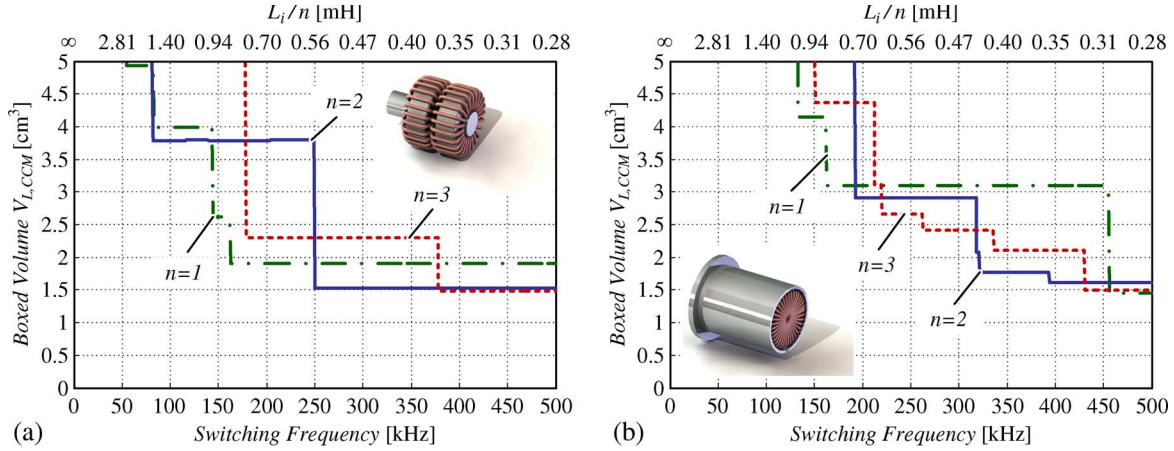 L_i / n [mH]
∞ 2.81 1.40 0.94 0.70 0.56 0.47 0.40 0.35 0.31 0.28
5
4.5
4
3.5
3
2.5
2
1.5
1
0.5
0
Boxed Volume V_L,CCM [cm³]
n=2
n=3
n=1
0 50 100 150 200 250 300 350 400 450 500
(a) Switching Frequency [kHz]
L_i / n [mH]
∞ 2.81 1.40 0.94 0.70 0.56 0.47 0.40 0.35 0.31 0.28
5
4.5
4
3.5
3
2.5
2
1.5
1
0.5
0
Boxed Volume V_L,CCM [cm³]
n=1
n=3
n=2
0 50 100 150 200 250 300 350 400 450 500
(b) Switching Frequency [kHz]